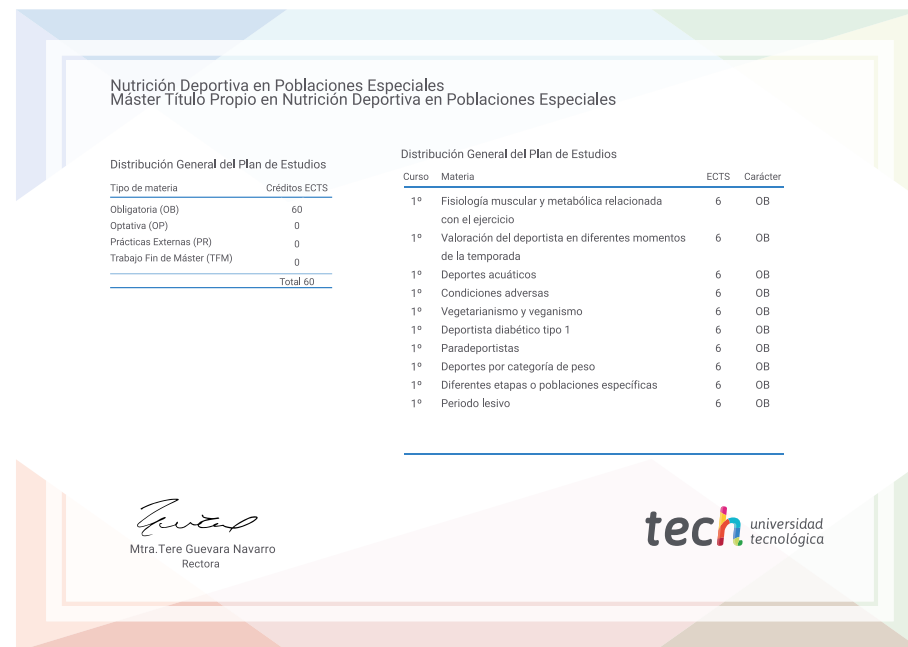 Nutrición Deportiva en Poblaciones Especiales
Máster Título Propio en Nutrición Deportiva en Poblaciones Especiales
Distribución General del Plan de Estudios
Tipo de materia Créditos ECTS
Obligatoria (OB) 60
Optativa (OP) 0
Prácticas Externas (PR) 0
Trabajo Fin de Máster (TFM) 0
Total 60
Distribución General del Plan de Estudios
Curso Materia ECTS Carácter
1º Fisiología muscular y metabólica relacionada 6 OB
con el ejercicio
1º Valoración del deportista en diferentes momentos 6 OB
de la temporada
1º Deportes acuáticos 6 OB
1º Condiciones adversas 6 OB
1º Vegetarianismo y veganismo 6 OB
1º Deportista diabético tipo 1 6 OB
1º Paradeportistas 6 OB
1º Deportes por categoría de peso 6 OB
1º Diferentes etapas o poblaciones específicas 6 OB
1º Periodo lesivo 6 OB
Mtra.Tere Guevara Navarro
Rectora
tech universidad
tecnológica